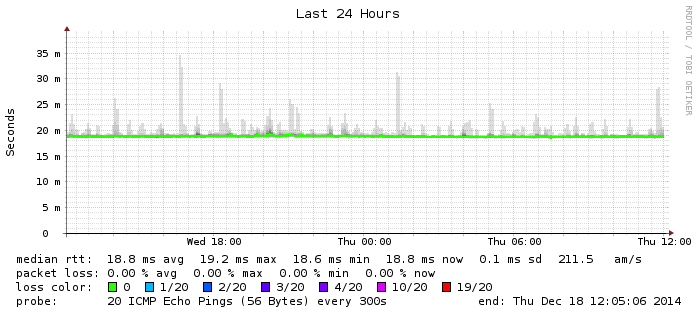 Last 24 Hours
RRDTOOL / TOBI OETIKER
Seconds
35 m
30 m
25 m
20 m
15 m
10 m
5 m
0
Wed 18:00 Thu 00:00 Thu 06:00 Thu 12:00
median rtt: 18.8 ms avg 19.2 ms max 18.6 ms min 18.8 ms now 0.1 ms sd 211.5 am/s
packet loss: 0.00 % avg 0.00 % max 0.00 % min 0.00 % now
loss color: 0 1/20 2/20 3/20 4/20 10/20 19/20
probe: 20 ICMP Echo Pings (56 Bytes) every 300s end: Thu Dec 18 12:05:06 2014